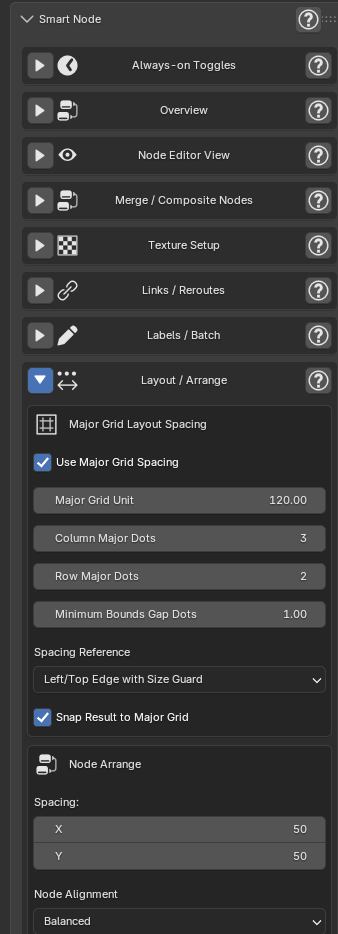 Smart Node
Always-on Toggles
Overview
Node Editor View
Merge / Composite Nodes
Texture Setup
Links / Reroutes
Labels / Batch
Layout / Arrange
Major Grid Layout Spacing
Use Major Grid Spacing
Major Grid Unit 120.00
Column Major Dots 3
Row Major Dots 2
Minimum Bounds Gap Dots 1.00
Spacing Reference
Left/Top Edge with Size Guard
Snap Result to Major Grid
Node Arrange
Spacing:
X 50
Y 50
Node Alignment
Balanced